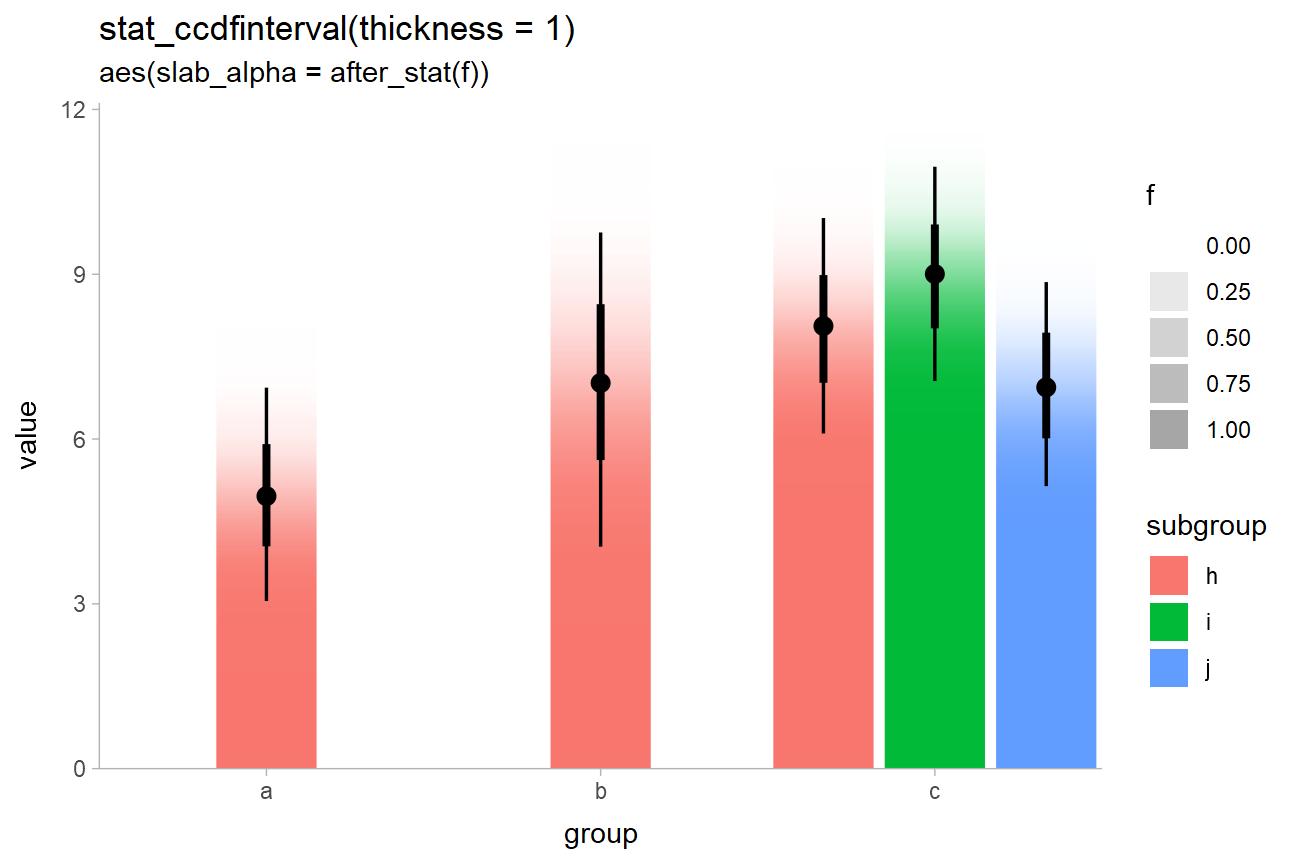 stat_ccdfinterval(thickness = 1)
aes(slab_alpha = after_stat(f))
12
9
6
3
0
value
a
b
c
group
f
0.00
0.25
0.50
0.75
1.00
subgroup
h
i
j